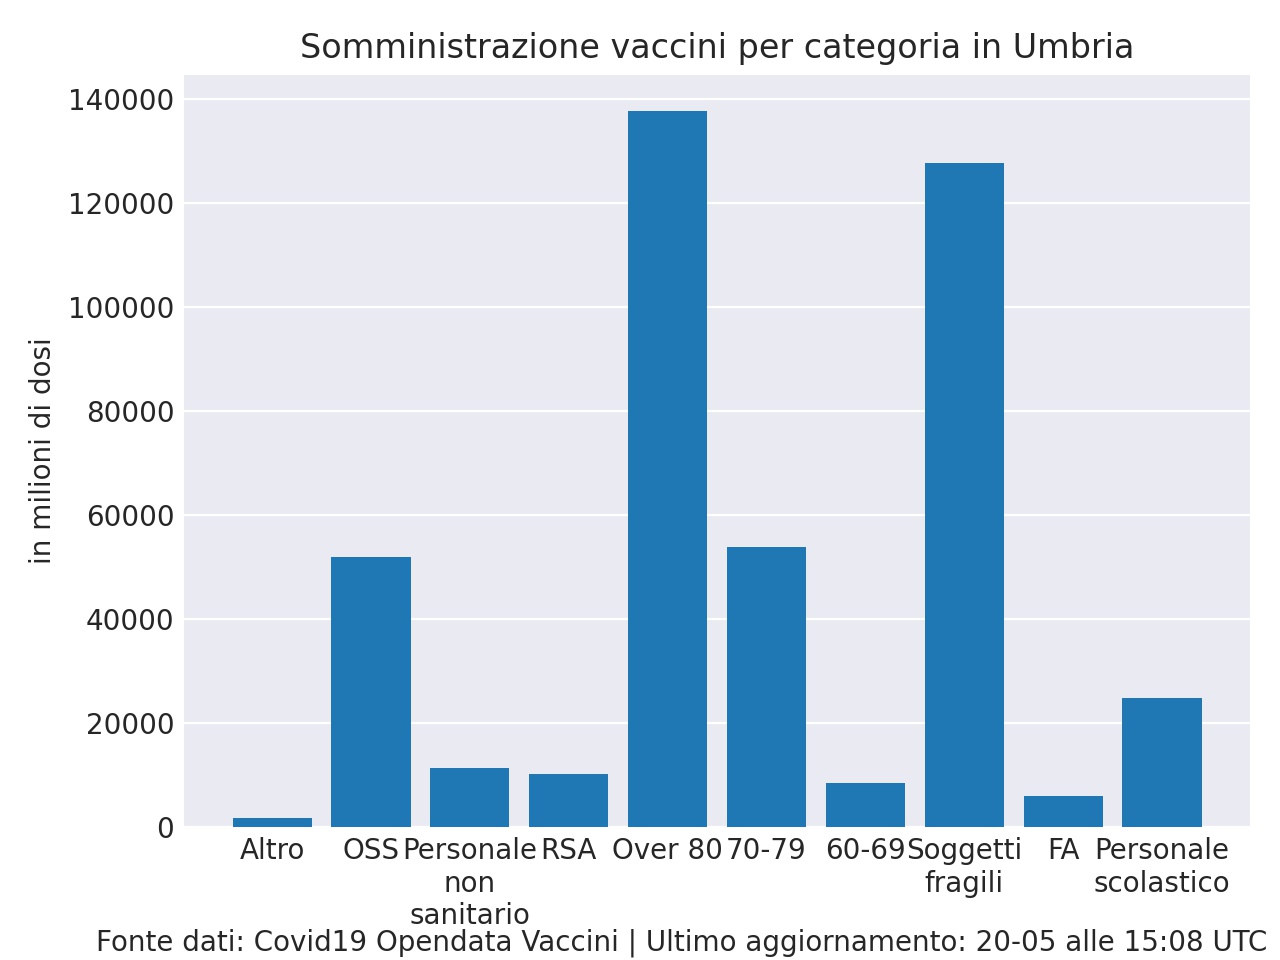 Somministrazione vaccini per categoria in Umbria
in milioni di dosi
140000
120000
100000
80000
60000
40000
20000
0
Altro
OSS
Personale
non
sanitario
RSA
Over 80
70-79
60-69
Soggetti
fragili
FA
Personale
scolastico
Fonte dati: Covid19 Opendata Vaccini | Ultimo aggiornamento: 20-05 alle 15:08 UTC